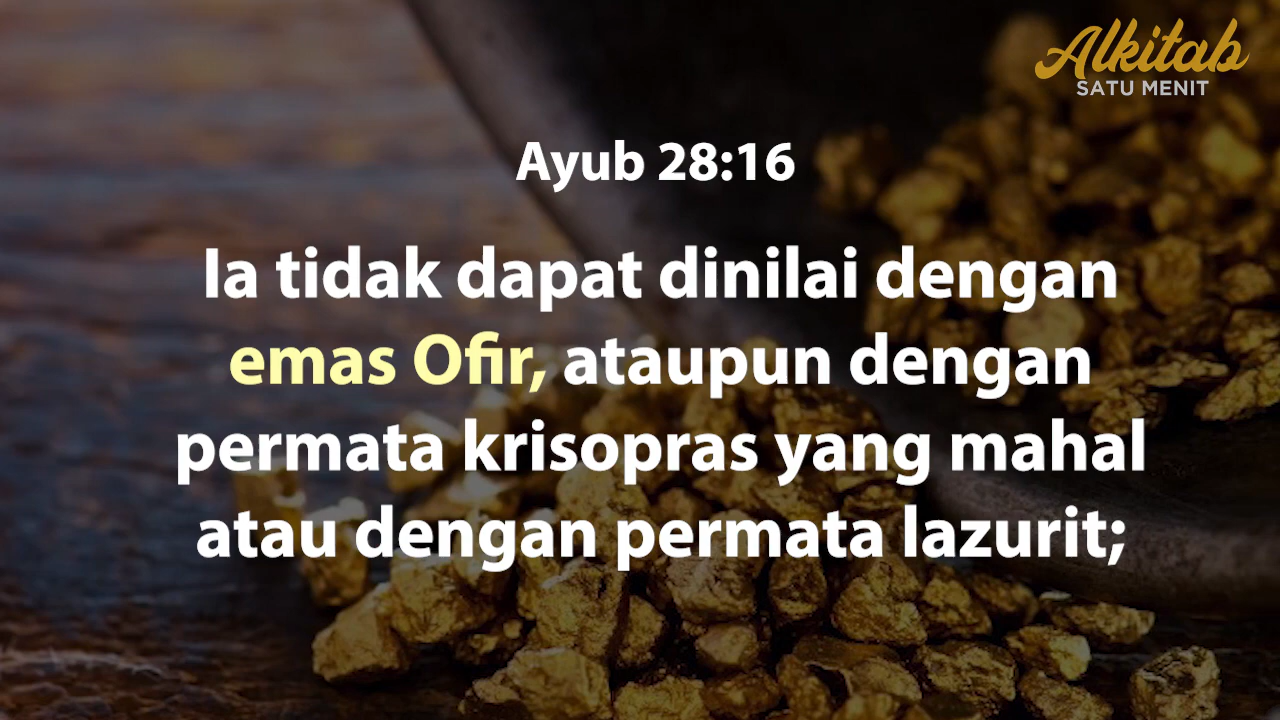 Alkitab
SATU MENIT
Ayub 28:16
Ia tidak dapat dinilai dengan
emas Ofir, ataupun dengan
permata krisopras yang mahal
atau dengan permata lazurit;